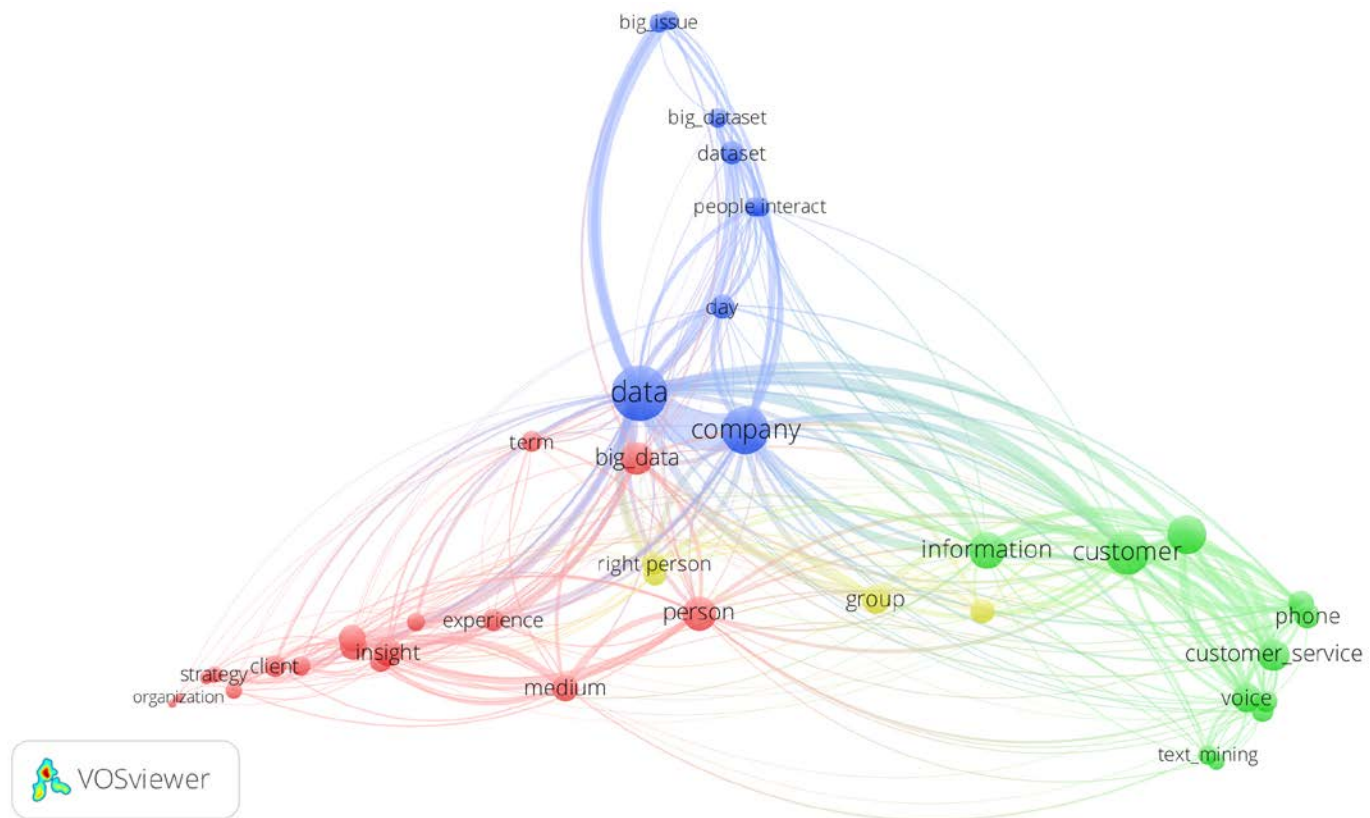 big_issue
big_dataset
dataset
people interact
day
data
company
term
big_data
information
customer
right person
group
person
phone
experience
insight
customer_service
client
strategy
medium
organization
voice
text_mining
VOSviewer